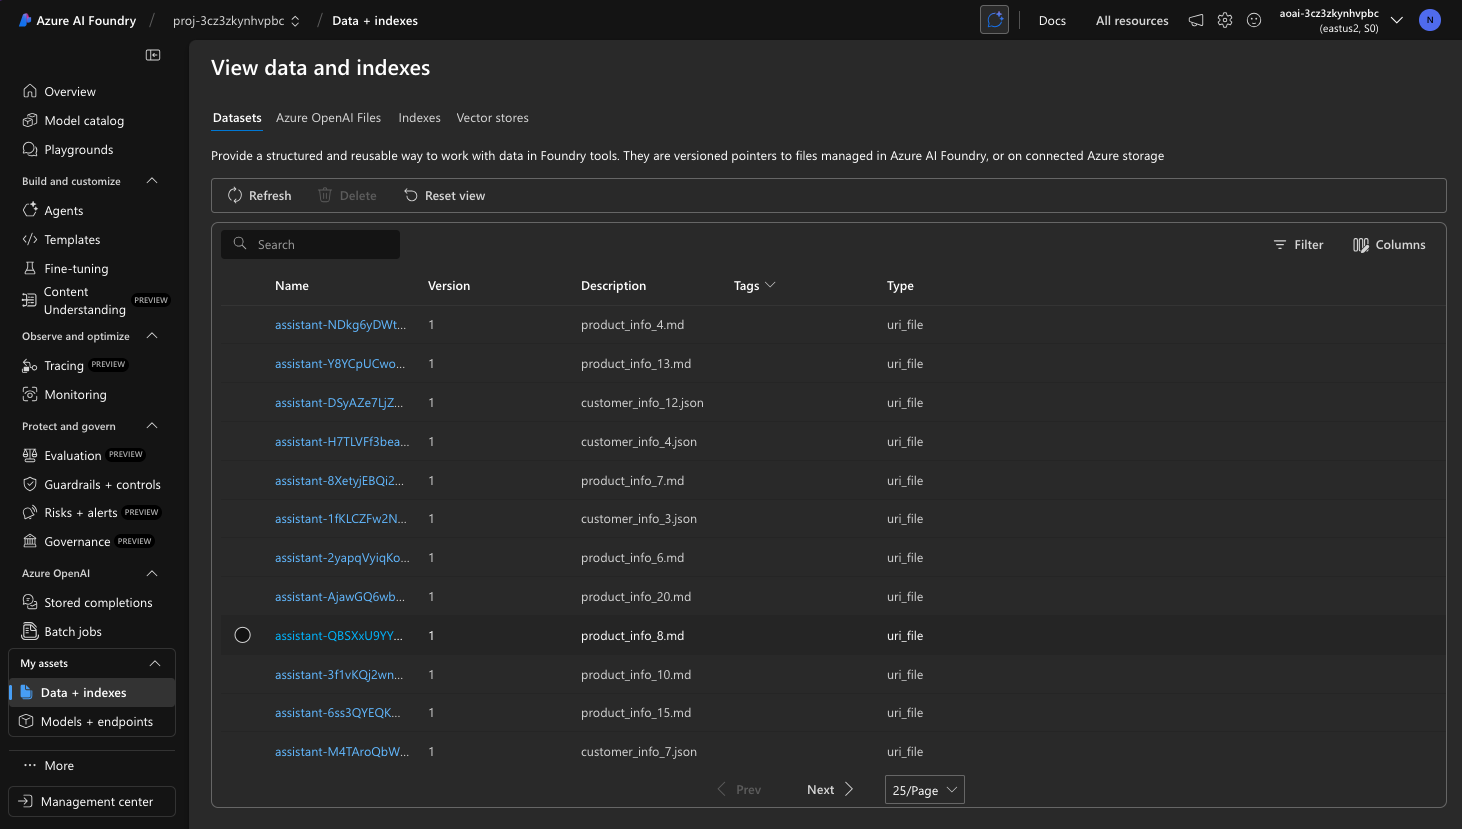 Azure AI Foundry / proj-3cz3zkynhvpbc / Data + indexes
Docs
All resources
aoai-3cz3zkynhvpbc
(eastus2, S0)
N
Overview
Model catalog
Playgrounds
Build and customize
Agents
Templates
Fine-tuning
Content
Understanding PREVIEW
Observe and optimize
Tracing PREVIEW
Monitoring
Protect and govern
Evaluation PREVIEW
Guardrails + controls
Risks + alerts PREVIEW
Governance PREVIEW
Azure OpenAI
Stored completions
Batch jobs
My assets
Data + indexes
Models + endpoints
More
Management center
View data and indexes
Datasets Azure OpenAI Files Indexes Vector stores
Provide a structured and reusable way to work with data in Foundry tools. They are versioned pointers to files managed in Azure AI Foundry, or on connected Azure storage
Refresh Delete Reset view
Search Filter Columns
Name Version Description Tags Type
assistant-NDkg6yDWt... 1 product_info_4.md uri_file
assistant-Y8YCpUCwo... 1 product_info_13.md uri_file
assistant-DSyAZe7LjZ... 1 customer_info_12.json uri_file
assistant-H7TLVFf3bea... 1 customer_info_4.json uri_file
assistant-8XetyjEBQi2... 1 product_info_7.md uri_file
assistant-1fKLCZFw2N... 1 customer_info_3.json uri_file
assistant-2yapqVyiqKo... 1 product_info_6.md uri_file
assistant-AjawGQ6wb... 1 product_info_20.md uri_file
assistant-QBSXxU9YY... 1 product_info_8.md uri_file
assistant-3f1vKQj2wn... 1 product_info_10.md uri_file
assistant-6ss3QYEQK... 1 product_info_15.md uri_file
assistant-M4TAroQbW... 1 customer_info_7.json uri_file
Prev Next 25/Page